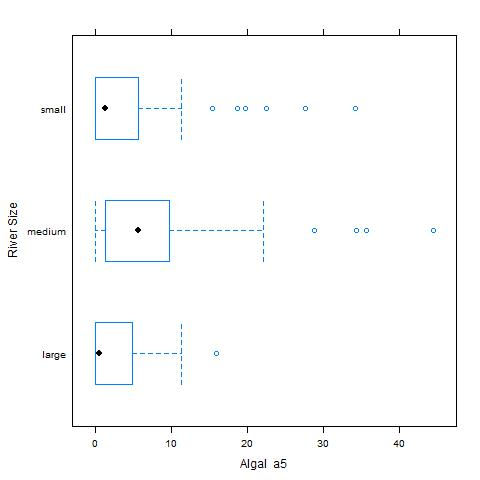 small
medium
large
River Size
0 10 20 30 40
Algal a5